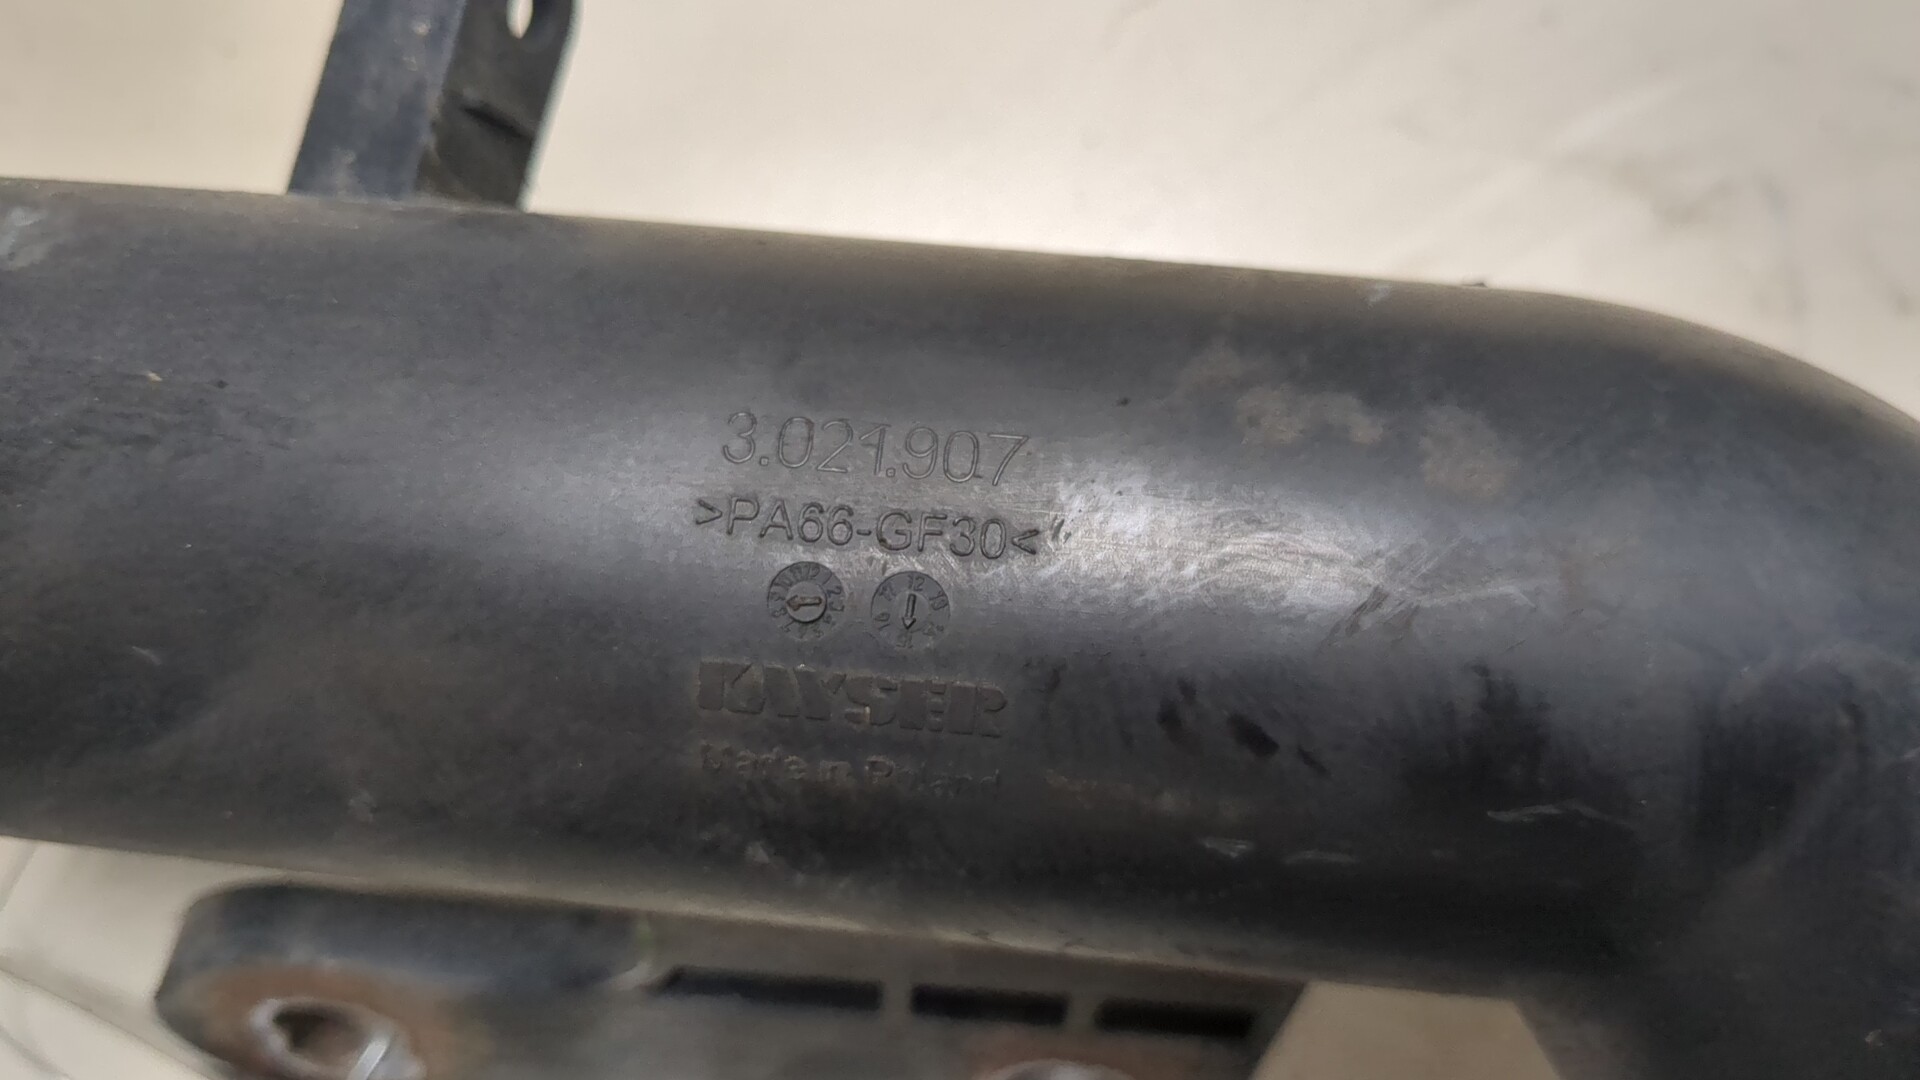 3.021.907
>PA66-GF30<
KAYSER
Made in Poland